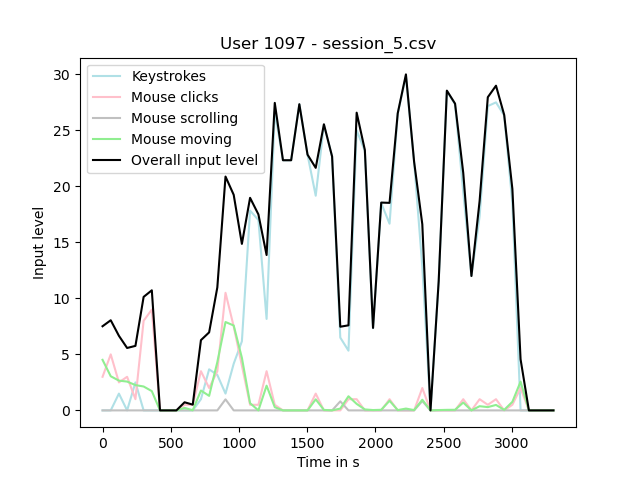 User 1097 - session_5.csv
Keystrokes
Mouse clicks
Mouse scrolling
Mouse moving
Overall input level
30
25
20
15
10
5
0
Input level
0 500 1000 1500 2000 2500 3000
Time in s